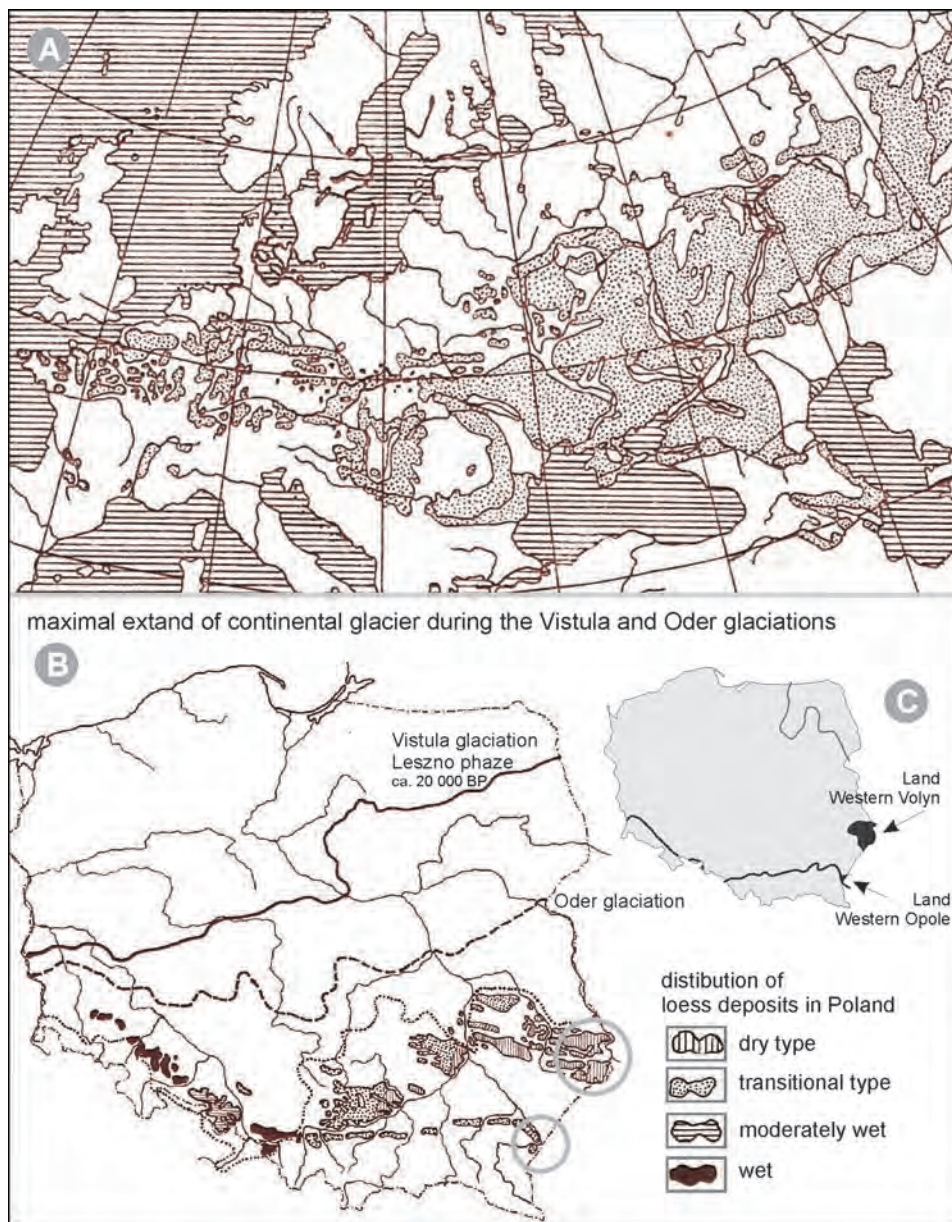 A
maximal extand of continental glacier during the Vistula and Oder glaciations
B
Vistula glaciation
Leszno phaze
ca. 20 000 BP
C
Land
Western Volyn
Oder glaciation
Land
Western Opole
distibution of
loess deposits in Poland
dry type
transitional type
moderately wet
wet